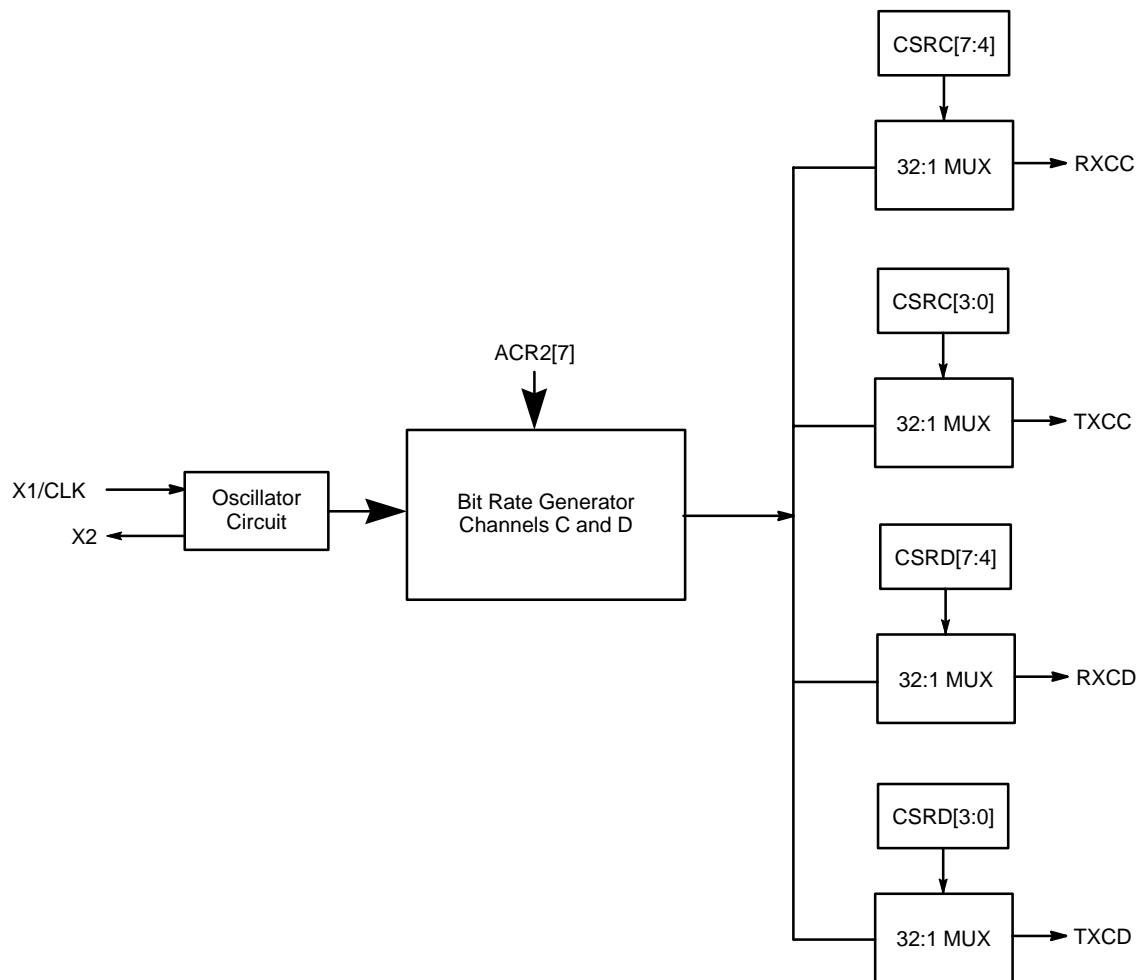 CSRC[7:4]
32:1 MUX
RXCC
CSRC[3:0]
ACR2[7]
32:1 MUX
TXCC
X1/CLK
Oscillator
Circuit
X2
Bit Rate Generator
Channels C and D
CSRD[7:4]
32:1 MUX
RXCD
CSRD[3:0]
32:1 MUX
TXCD